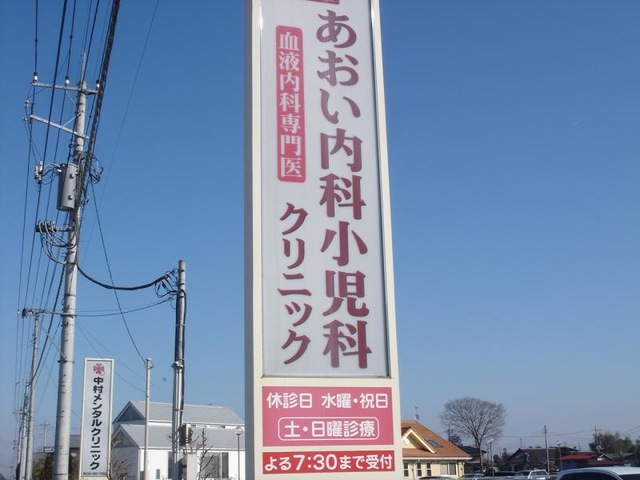 あおい内科小児科
クリニック
血液内科専門医
休診日 水曜・祝日
土・日曜診療
よる7:30まで受付
中村メンタルクリニック